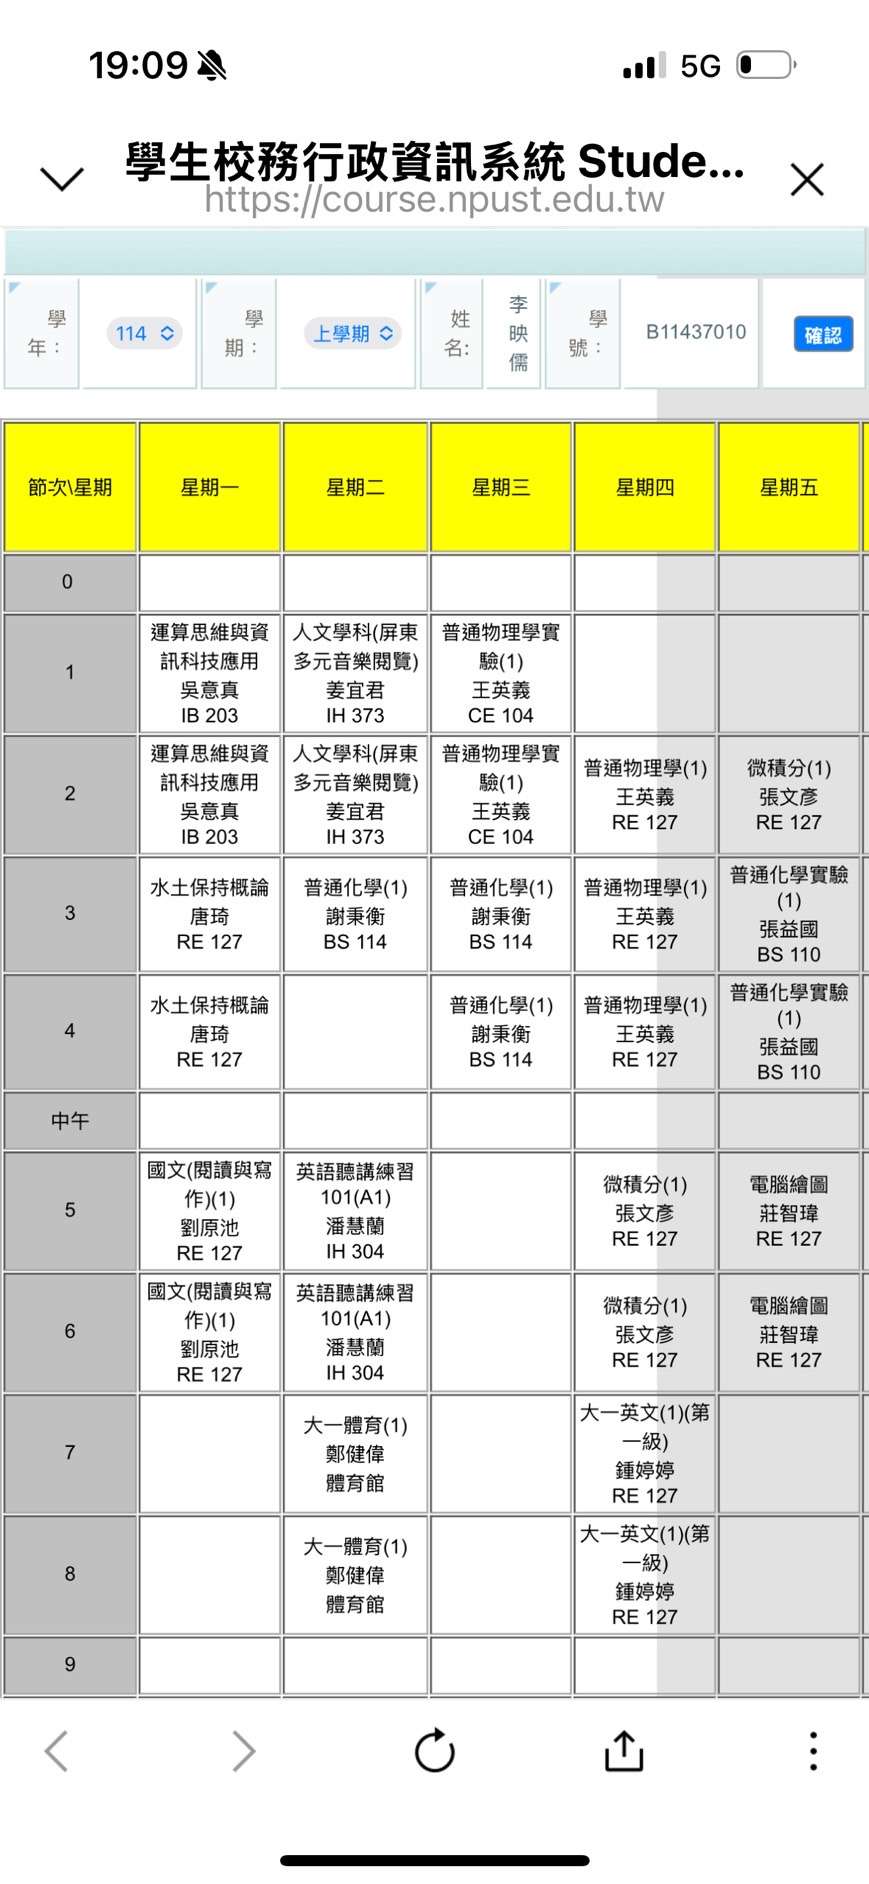 19:09
5G
學生校務行政資訊系統 Stude...
https://course.npust.edu.tw
學年：
114
學期：
上學期
姓名:
李映儒
學號：
B11437010
確認
節次\星期 星期一 星期二 星期三 星期四 星期五
0
1
運算思維與資
訊科技應用
吳意真
IB 203
人文學科(屏東
多元音樂閱覽)
姜宜君
IH 373
普通物理學實
驗(1)
王英義
CE 104
2
運算思維與資
訊科技應用
吳意真
IB 203
人文學科(屏東
多元音樂閱覽)
姜宜君
IH 373
普通物理學實
驗(1)
王英義
CE 104
普通物理學(1)
王英義
RE 127
微積分(1)
張文彥
RE 127
3
水土保持概論
唐琦
RE 127
普通化學(1)
謝秉衡
BS 114
普通化學(1)
謝秉衡
BS 114
普通物理學(1)
王英義
RE 127
普通化學實驗
(1)
張益國
BS 110
4
水土保持概論
唐琦
RE 127
普通化學(1)
謝秉衡
BS 114
普通物理學(1)
王英義
RE 127
普通化學實驗
(1)
張益國
BS 110
中午
5
國文(閱讀與寫
作)(1)
劉原池
RE 127
英語聽講練習
101(A1)
潘慧蘭
IH 304
微積分(1)
張文彥
RE 127
電腦繪圖
莊智瑋
RE 127
6
國文(閱讀與寫
作)(1)
劉原池
RE 127
英語聽講練習
101(A1)
潘慧蘭
IH 304
微積分(1)
張文彥
RE 127
電腦繪圖
莊智瑋
RE 127
7
大一體育(1)
鄭健偉
體育館
大一英文(1)(第
一級)
鍾婷婷
RE 127
8
大一體育(1)
鄭健偉
體育館
大一英文(1)(第
一級)
鍾婷婷
RE 127
9